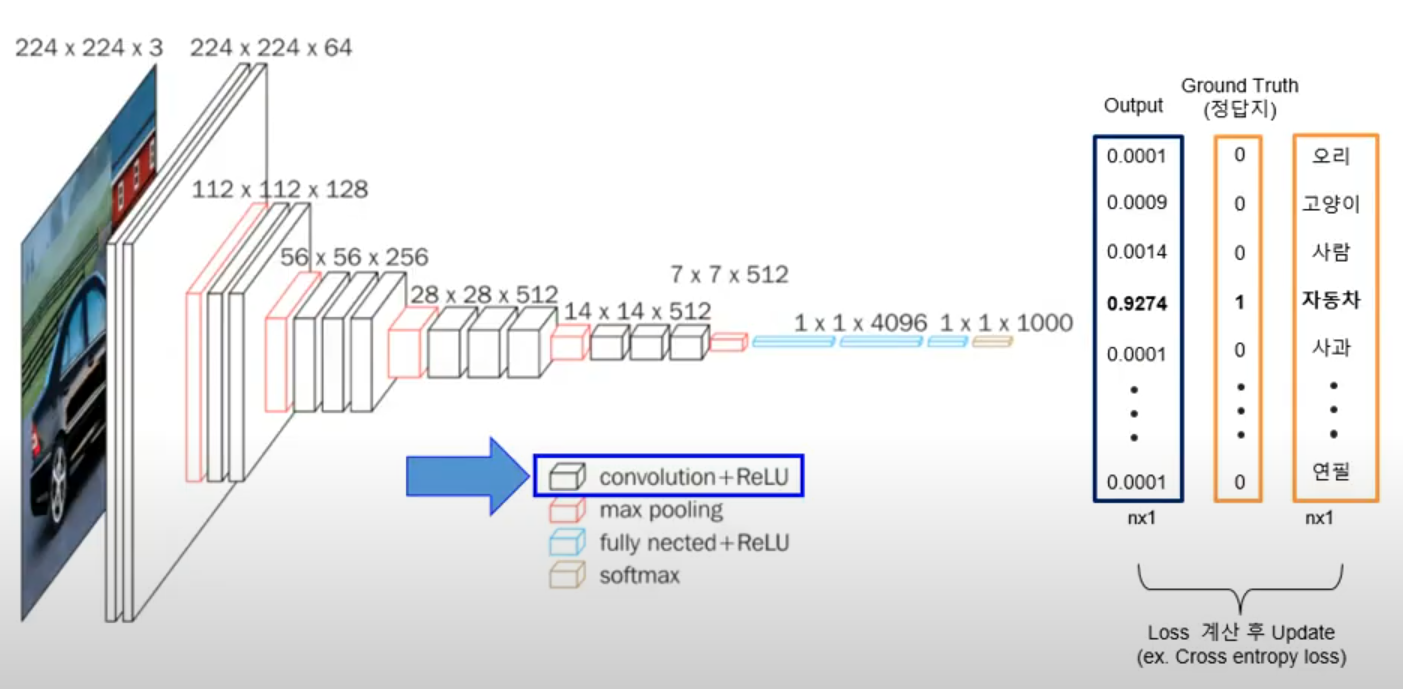 224 x 224 x 3
224 x 224 x 64
112 x 112 x 128
56 x 56 x 256
28 x 28 x 512
14 x 14 x 512
7 x 7 x 512
1 x 1 x 4096
1 x 1 x 1000
convolution+ReLU
max pooling
fully nected+ReLU
softmax
Output
Ground Truth
(정답지)
0.0001 0 오리
0.0009 0 고양이
0.0014 0 사람
0.9274 1 자동차
0.0001 0 사과
0.0001 0 연필
nx1 nx1
Loss 계산 후 Update
(ex. Cross entropy loss)